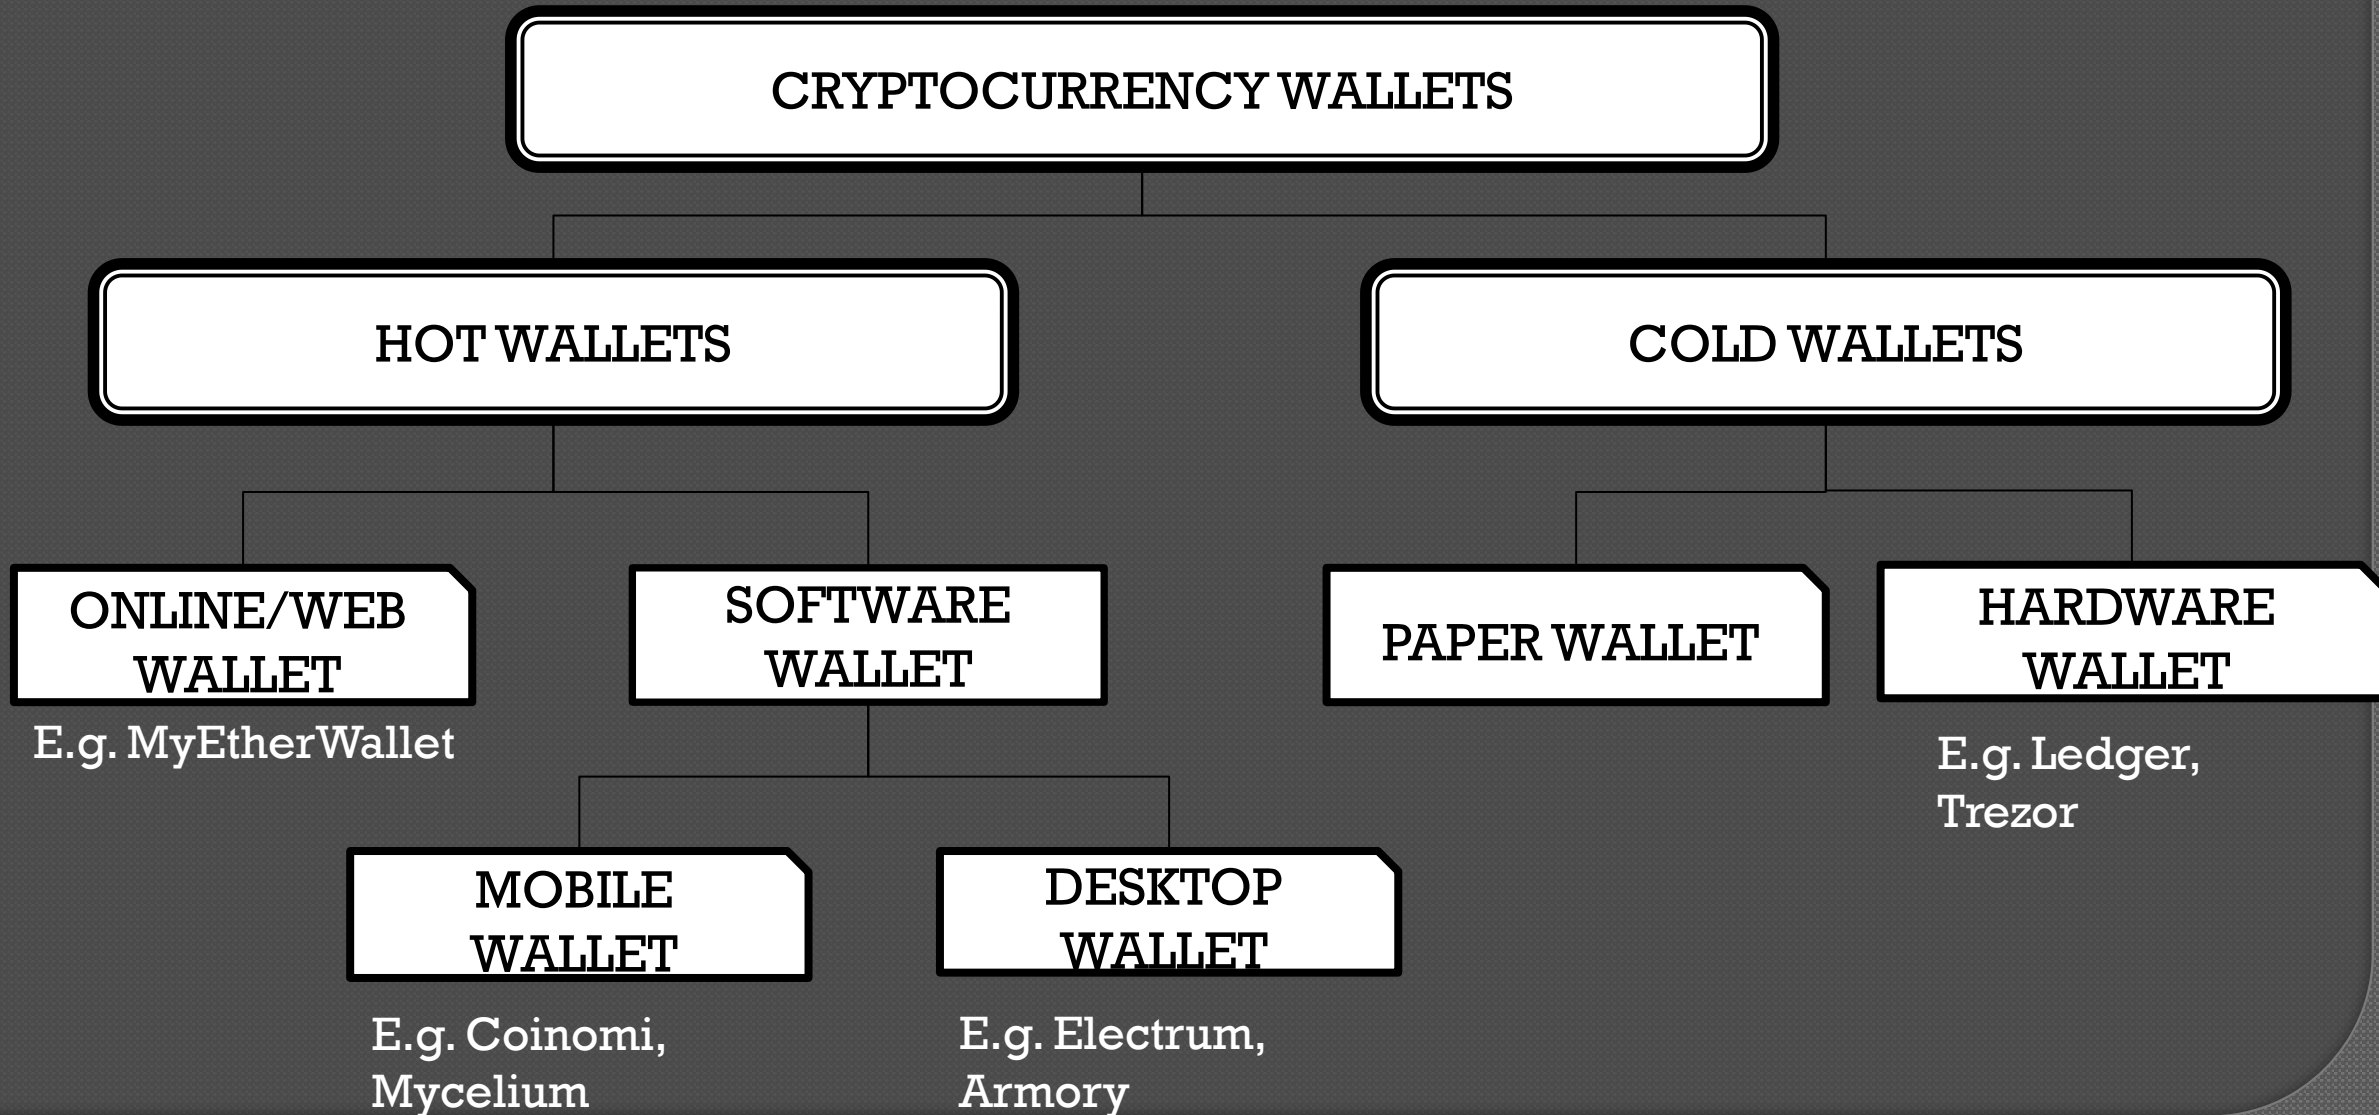 CRYPTOCURRENCY WALLETS
HOT WALLETS
COLD WALLETS
ONLINE/WEB
WALLET
E.g. MyEtherWallet
SOFTWARE
WALLET
PAPER WALLET
HARDWARE
WALLET
E.g. Ledger,
Trezor
MOBILE
WALLET
E.g. Coinomi,
Mycelium
DESKTOP
WALLET
E.g. Electrum,
Armory